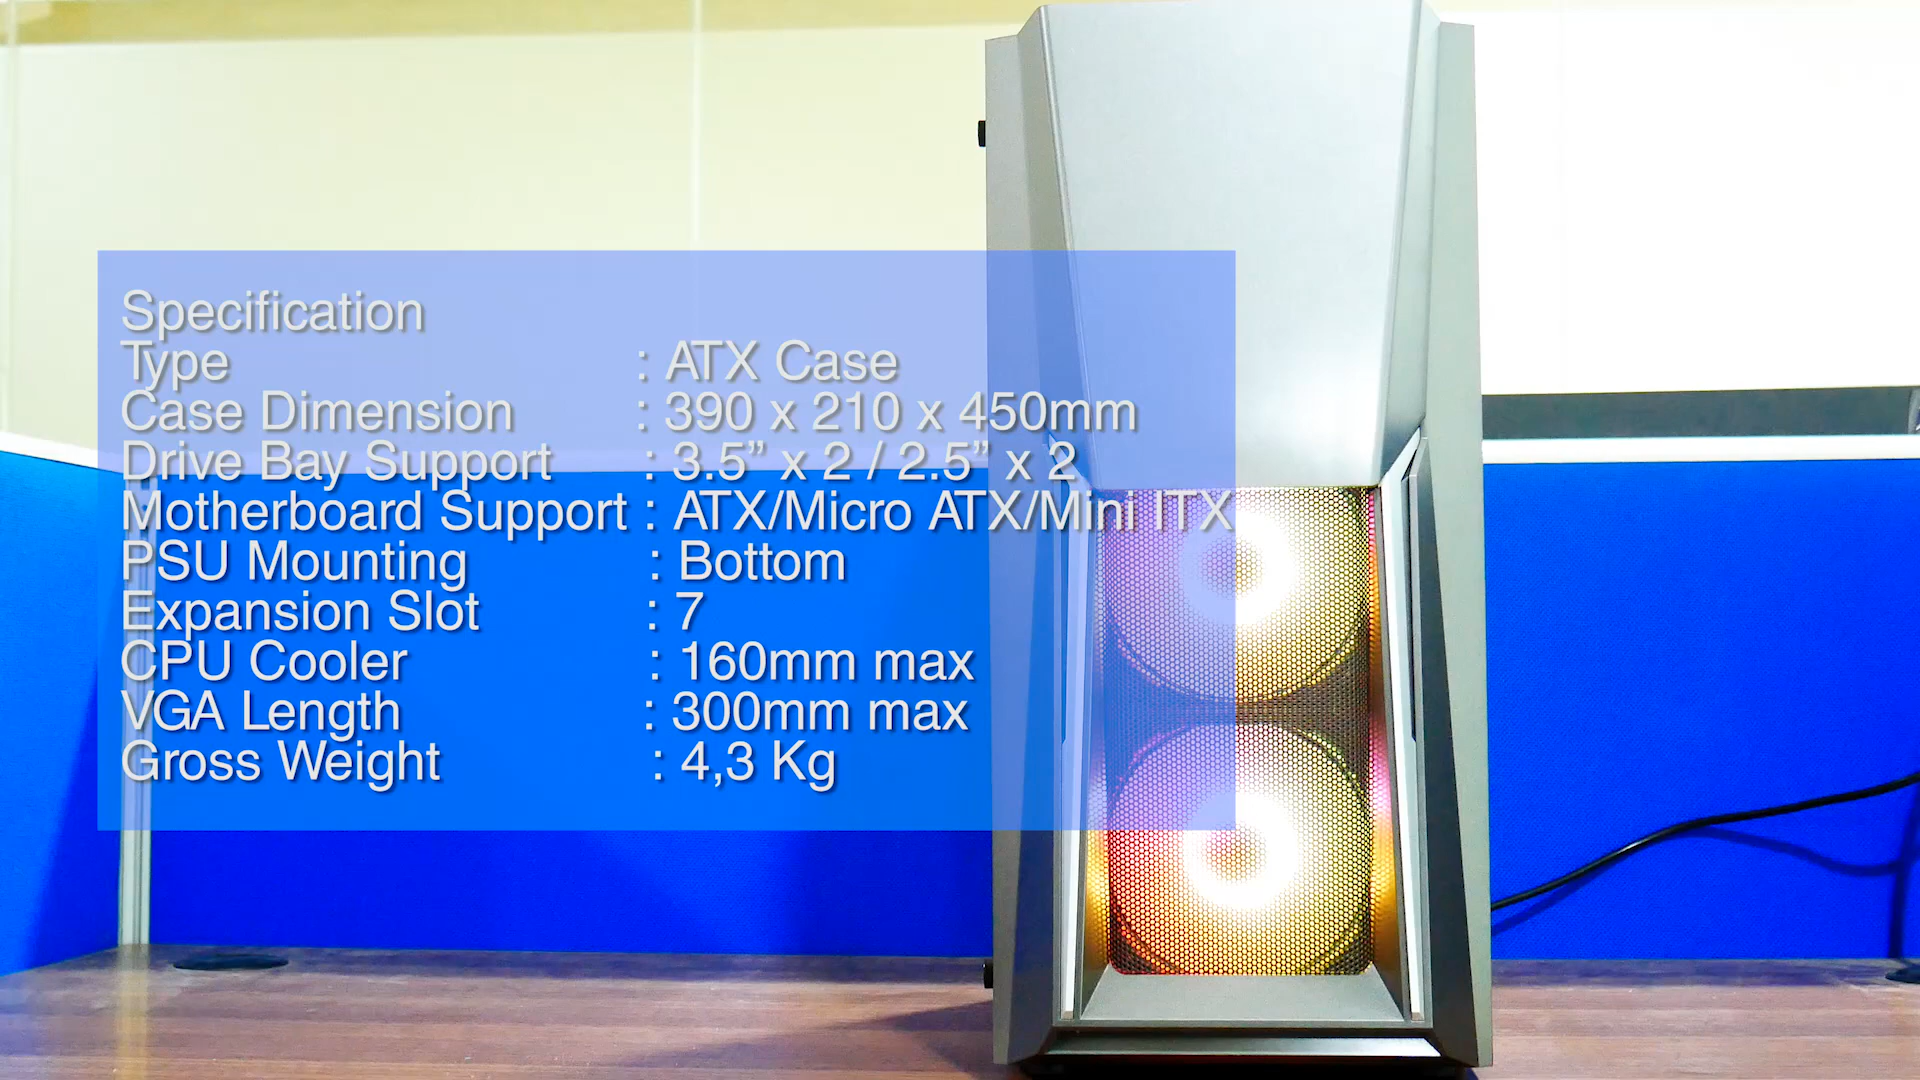 Specification
Type : ATX Case
Case Dimension : 390 x 210 x 450mm
Drive Bay Support : 3.5” x 2 / 2.5” x 2
Motherboard Support : ATX/Micro ATX/Mini ITX
PSU Mounting : Bottom
Expansion Slot : 7
CPU Cooler : 160mm max
VGA Length : 300mm max
Gross Weight : 4,3 Kg